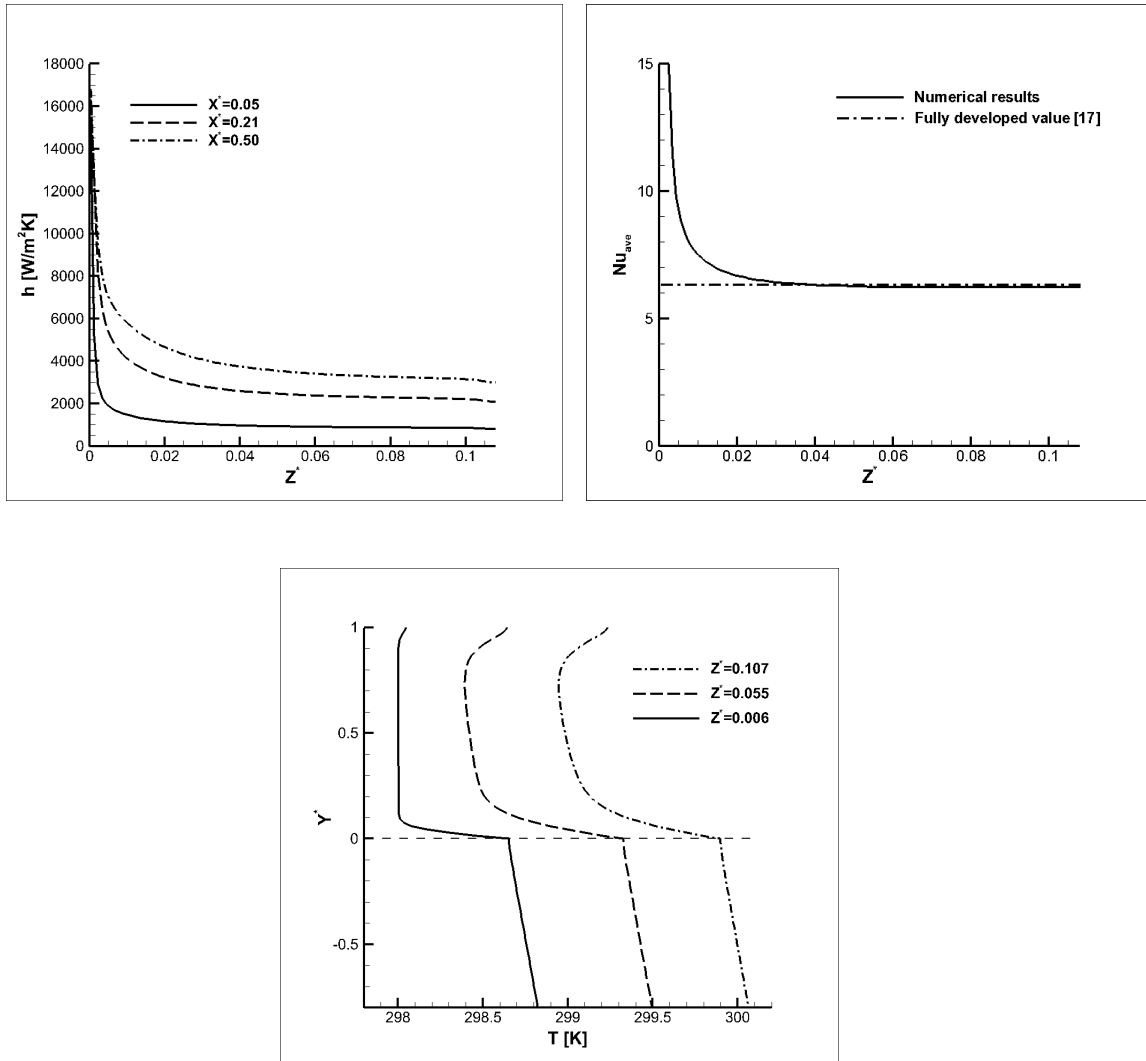 18000
16000
14000
12000
10000
8000
6000
4000
2000
0
h [W/m²K]
X*=0.05
X*=0.21
X*=0.50
0 0.02 0.04 0.06 0.08 0.1
Z*
15
10
5
0
Nu_ave
Numerical results
Fully developed value [17]
0 0.02 0.04 0.06 0.08 0.1
Z*
1
0.5
0
-0.5
Y*
Z*=0.107
Z*=0.055
Z*=0.006
298 298.5 299 299.5 300
T [K]